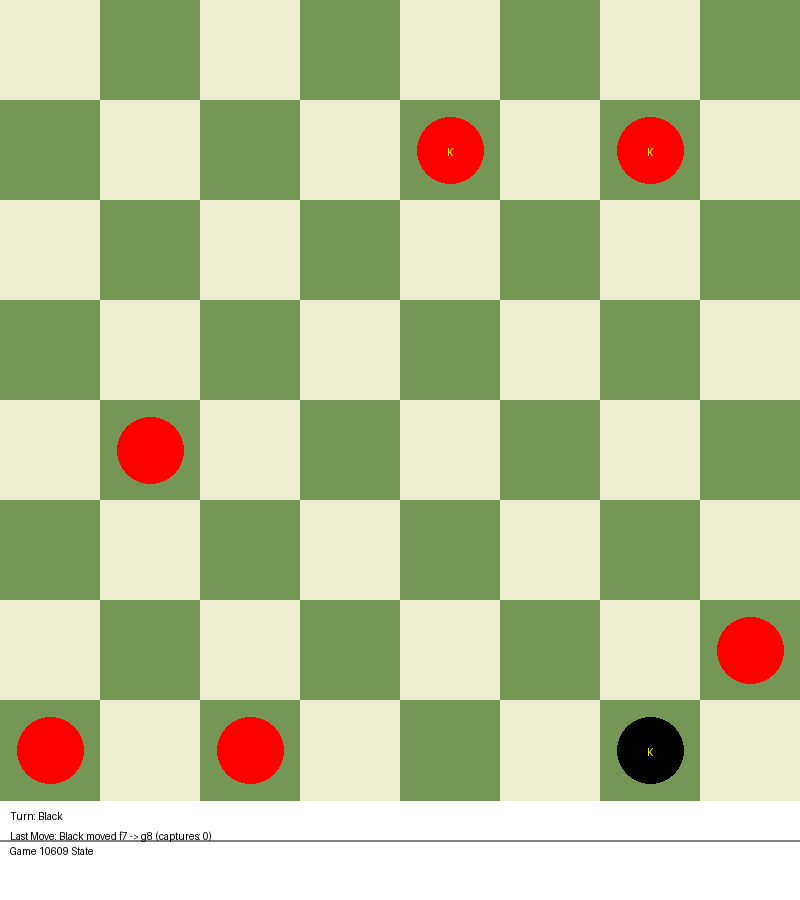 K K
K
Turn: Black
Last Move: Black moved f7 -> g8 (captures: 0)
Game 10609 State